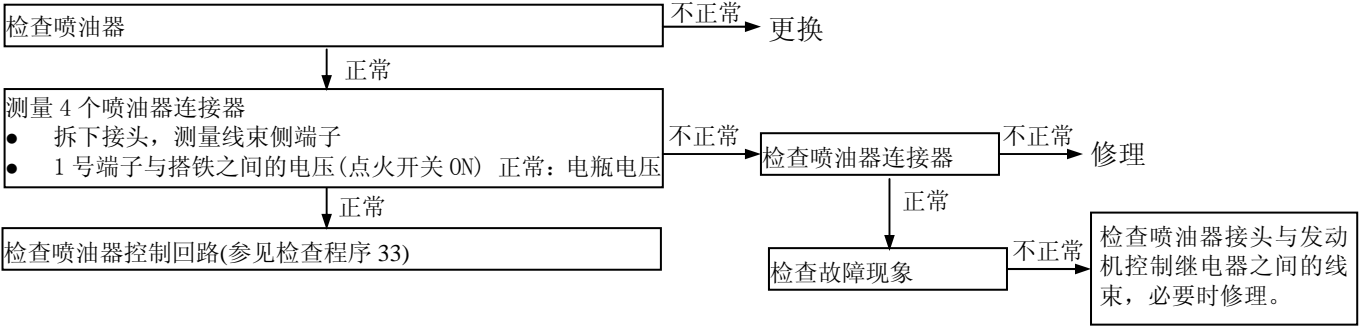 检查喷油器
不正常
更换
正常
测量 4 个喷油器连接器
● 拆下接头，测量线束侧端子
● 1 号端子与搭铁之间的电压(点火开关 ON) 正常：电瓶电压
不正常
检查喷油器连接器
不正常
修理
正常
正常
检查喷油器控制回路(参见检查程序 33)
检查故障现象
不正常
检查喷油器接头与发动
机控制继电器之间的线
束，必要时修理。